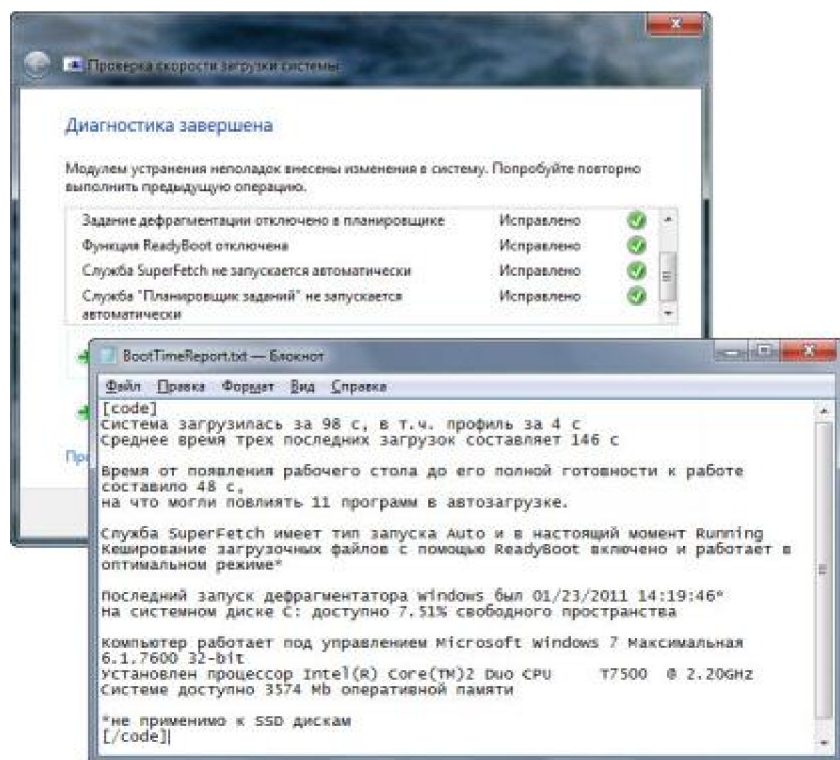 Проверка скорости загрузки системы
Диагностика завершена
Модулем устранения неполадок внесены изменения в систему. Попробуйте повторно
выполнить предыдущую операцию.
Задание дефрагментации отключено в планировщике Исправлено
Функция ReadyBoot отключена Исправлено
Служба SuperFetch не запускается автоматически Исправлено
Служба "Планировщик заданий" не запускается Исправлено
автоматически
BootTimeReport.txt — Блокнот
Файл Правка Формат Вид Справка
[code]
Система загрузилась за 98 с, в т.ч. профиль за 4 с
Среднее время трех последних загрузок составляет 146 с
Время от появления рабочего стола до его полной готовности к работе
составило 48 с,
на что могли повлиять 11 программ в автозагрузке.
Служба SuperFetch имеет тип запуска Auto и в настоящий момент Running
Кеширование загрузочных файлов с помощью ReadyBoot включено и работает в
оптимальном режиме*
Последний запуск дефрагментатора Windows был 01/23/2011 14:19:46*
На системном диске C: доступно 7.51% свободного пространства
Компьютер работает под управлением Microsoft Windows 7 Максимальная
6.1.7600 32-bit
Установлен процессор Intel(R) Core(TM)2 Duo CPU T7500 @ 2.20GHz
Системе доступно 3574 Mb оперативной памяти
*не применимо к SSD дискам
[/code]